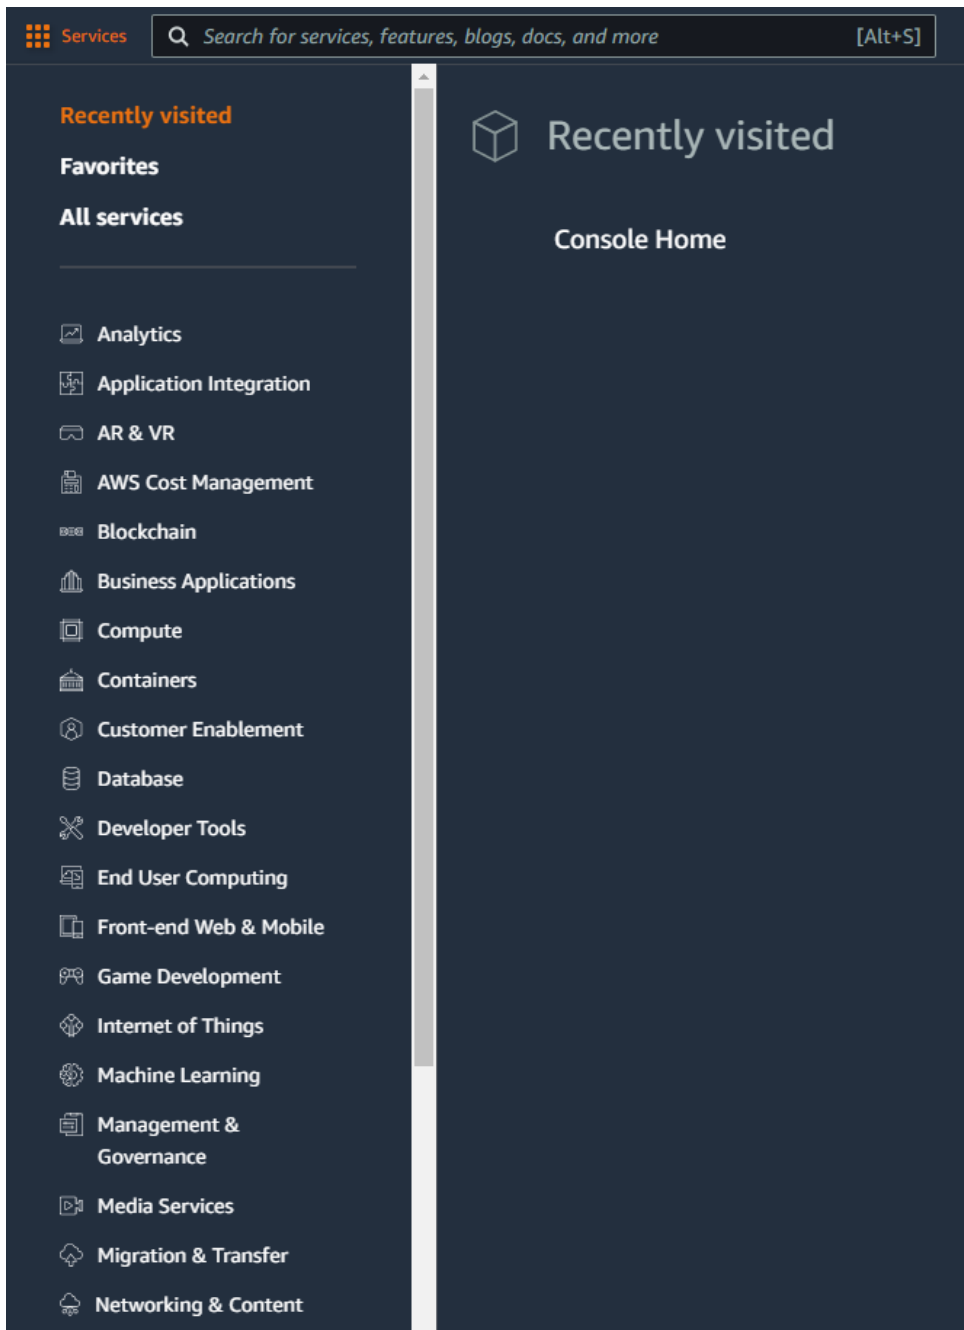 Services
Search for services, features, blogs, docs, and more
[Alt+S]
Recently visited
Favorites
All services
Analytics
Application Integration
AR & VR
AWS Cost Management
Blockchain
Business Applications
Compute
Containers
Customer Enablement
Database
Developer Tools
End User Computing
Front-end Web & Mobile
Game Development
Internet of Things
Machine Learning
Management &
Governance
Media Services
Migration & Transfer
Networking & Content
Recently visited
Console Home